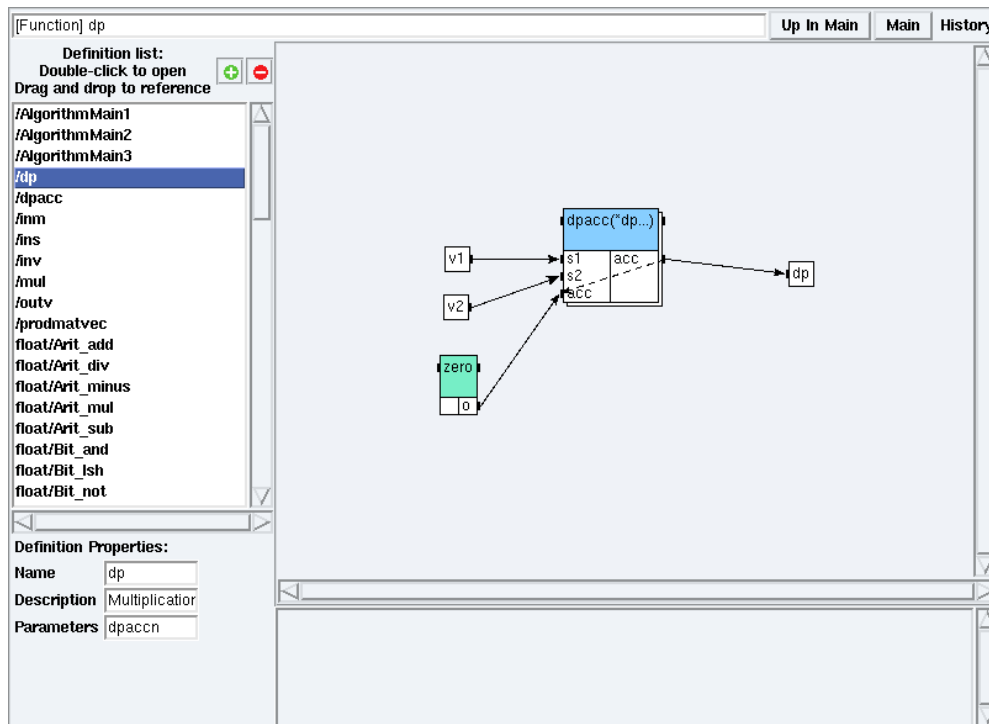 [Function] dp
Up In Main
Main
History
Definition list:
Double-click to open
Drag and drop to reference
/AlgorithmMain1
/AlgorithmMain2
/AlgorithmMain3
/dp
/dpacc
/inm
/ins
/inv
/mul
/outv
/prodmatvec
float/Arit_add
float/Arit_div
float/Arit_minus
float/Arit_mul
float/Arit_sub
float/Bit_and
float/Bit_lsh
float/Bit_not
Definition Properties:
Name dp
Description Multiplication
Parameters dpaccn
dpacc(*dp...)
v1
s1 acc
s2
acc
v2
dp
zero
o